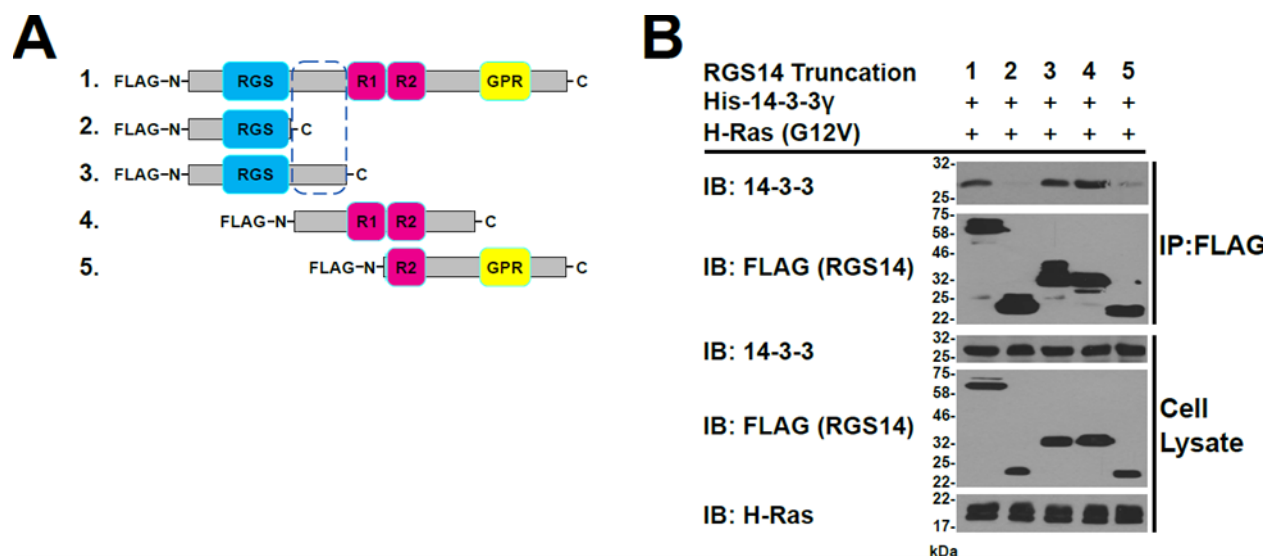 A
1. FLAG-N- RGS R1 R2 GPR -C
2. FLAG-N- RGS -C
3. FLAG-N- RGS -C
4. FLAG-N- R1 R2 -C
5. FLAG-N- R2 GPR -C
B
RGS14 Truncation 1 2 3 4 5
His-14-3-3γ + + + + +
H-Ras (G12V) + + + + +
32-
IB: 14-3-3
25-
75-
58-
46-
IB: FLAG (RGS14)
32-
25-
22-
IP:FLAG
32-
IB: 14-3-3
25-
75-
58-
46-
IB: FLAG (RGS14)
32-
25-
22-
Cell
Lysate
22-
IB: H-Ras
17-
kDa